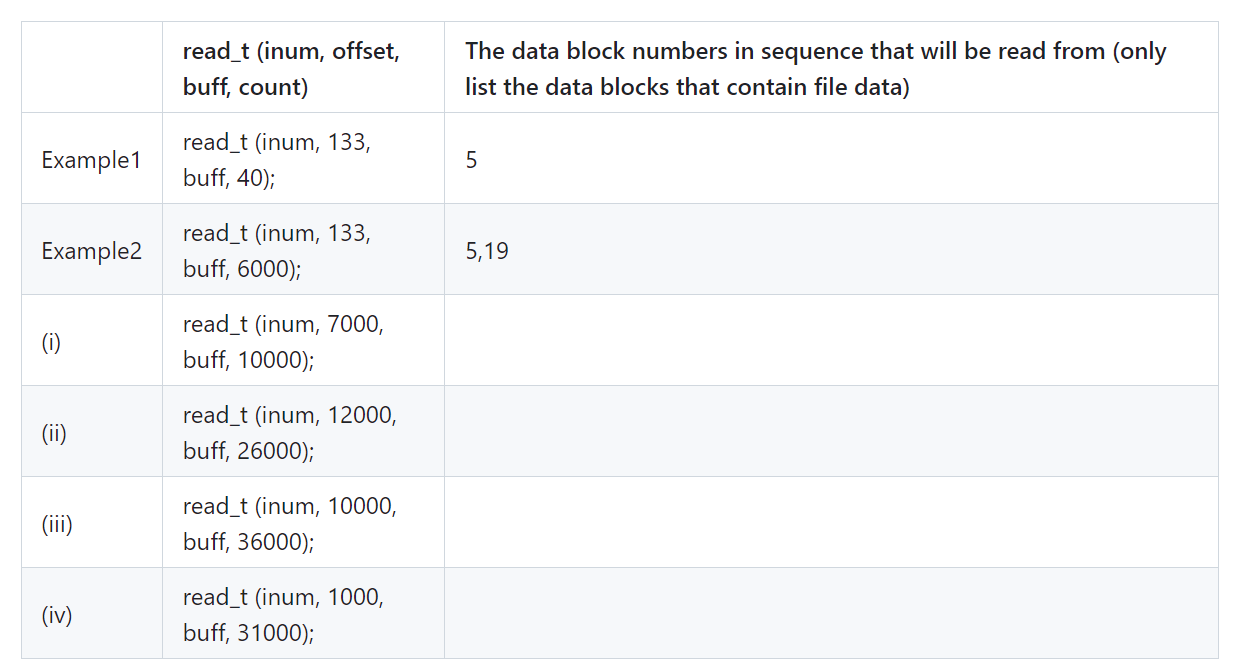 read_t (inum, offset,
buff, count)
The data block numbers in sequence that will be read from (only
list the data blocks that contain file data)
Example1
read_t (inum, 133,
buff, 40);
5
Example2
read_t (inum, 133,
buff, 6000);
5,19
(i)
read_t (inum, 7000,
buff, 10000);
(ii)
read_t (inum, 12000,
buff, 26000);
(iii)
read_t (inum, 10000,
buff, 36000);
(iv)
read_t (inum, 1000,
buff, 31000);